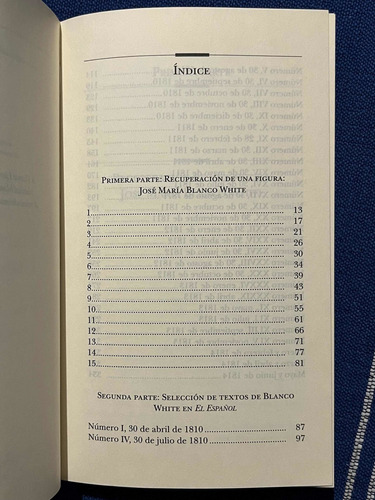 ÍNDICE
PRIMERA PARTE: RECUPERACIÓN DE UNA FIGURA:
JOSÉ MARÍA BLANCO WHITE
1. ........ 13
2. ........ 17
3. ........ 21
4. ........ 26
5. ........ 30
6. ........ 34
7. ........ 39
8. ........ 43
9. ........ 51
10. ........ 55
11. ........ 61
12. ........ 66
13. ........ 71
14. ........ 77
15. ........ 81
SEGUNDA PARTE: SELECCIÓN DE TEXTOS DE BLANCO
WHITE EN EL ESPAÑOL
Número I, 30 de abril de 1810 ........ 87
Número IV, 30 de julio de 1810 ........ 97